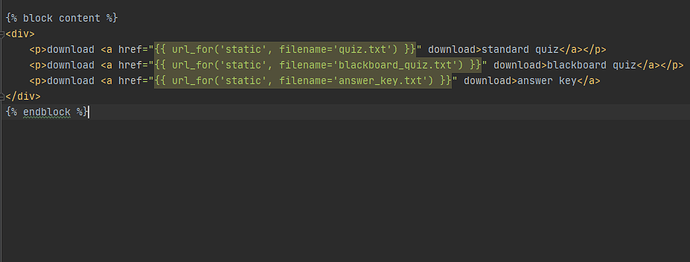 {% block content %}
<div>
    <p>download <a href="{{ url_for('static', filename='quiz.txt') }}" download>standard quiz</a></p>
    <p>download <a href="{{ url_for('static', filename='blackboard_quiz.txt') }}" download>blackboard quiz</a></p>
    <p>download <a href="{{ url_for('static', filename='answer_key.txt') }}" download>answer key</a>
</div>
{% endblock %}